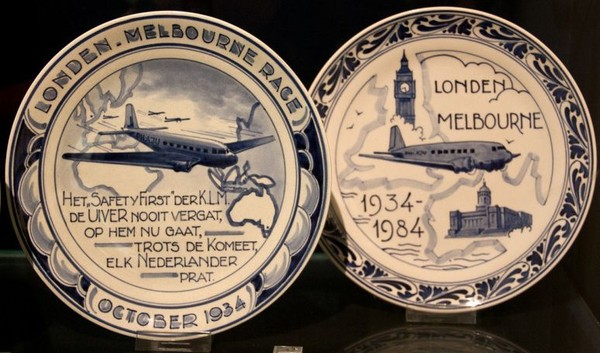 LONDEN - MELBOURNE RACE
HET „SAFETY FIRST" DER K.L.M.
DE UIVER NOOIT VERGAT,
OP HEM NU GAAT,
TROTS DE KOMEET,
ELK NEDERLANDER
PRAT.
OCTOBER 1934
LONDEN
MELBOURNE
1934-
1984